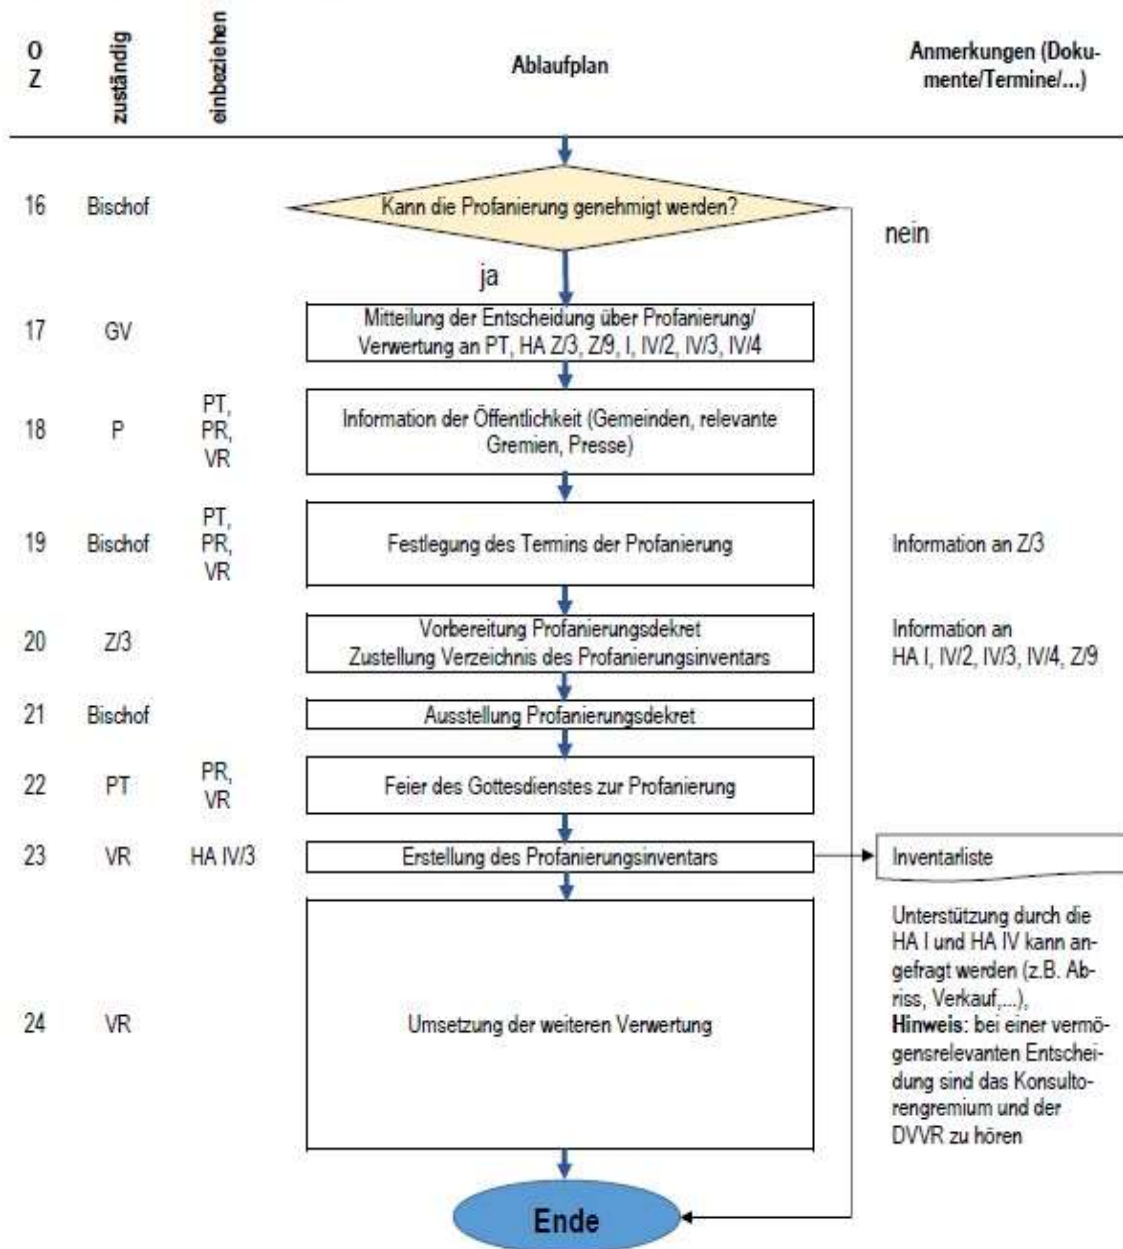 O
Z
zuständig
einbeziehen
Ablaufplan
Anmerkungen (Doku-
mente/Termine/...)
16
Bischof
Kann die Profanierung genehmigt werden?
nein
ja
17
GV
Mitteilung der Entscheidung über Profanierung/
Verwertung an PT, HA Z/3, Z/9, I, IV/2, IV/3, IV/4
18
P
PT,
PR,
VR
Information der Öffentlichkeit (Gemeinden, relevante
Gremien, Presse)
19
Bischof
PT,
PR,
VR
Festlegung des Termins der Profanierung
Information an Z/3
20
Z/3
Vorbereitung Profanierungsdekret
Zustellung Verzeichnis des Profanierungsinventars
Information an
HA I, IV/2, IV/3, IV/4, Z/9
21
Bischof
Ausstellung Profanierungsdekret
22
PT
PR,
VR
Feier des Gottesdienstes zur Profanierung
23
VR
HA IV/3
Erstellung des Profanierungsinventars
Inventarliste
24
VR
Umsetzung der weiteren Verwertung
Unterstützung durch die
HA I und HA IV kann an-
gefragt werden (z.B. Ab-
riss, Verkauf,...),
Hinweis: bei einer vermö-
gensrelevanten Entschei-
dung sind das Konsulto-
rengremium und der
DVVR zu hören
Ende